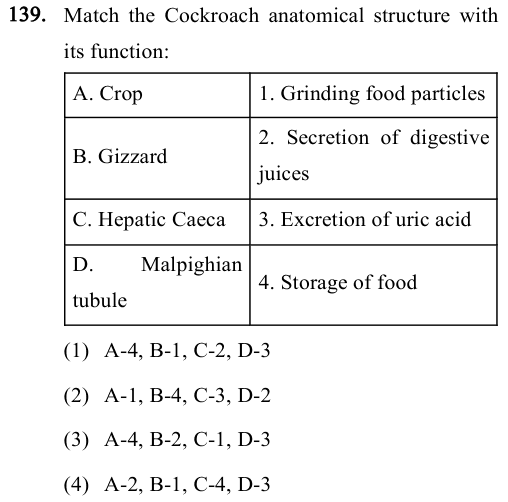 139. Match the Cockroach anatomical structure with
its function:
A. Crop 1. Grinding food particles
B. Gizzard 2. Secretion of digestive
juices
C. Hepatic Caeca 3. Excretion of uric acid
D. Malpighian
tubule 4. Storage of food
(1) A-4, B-1, C-2, D-3
(2) A-1, B-4, C-3, D-2
(3) A-4, B-2, C-1, D-3
(4) A-2, B-1, C-4, D-3